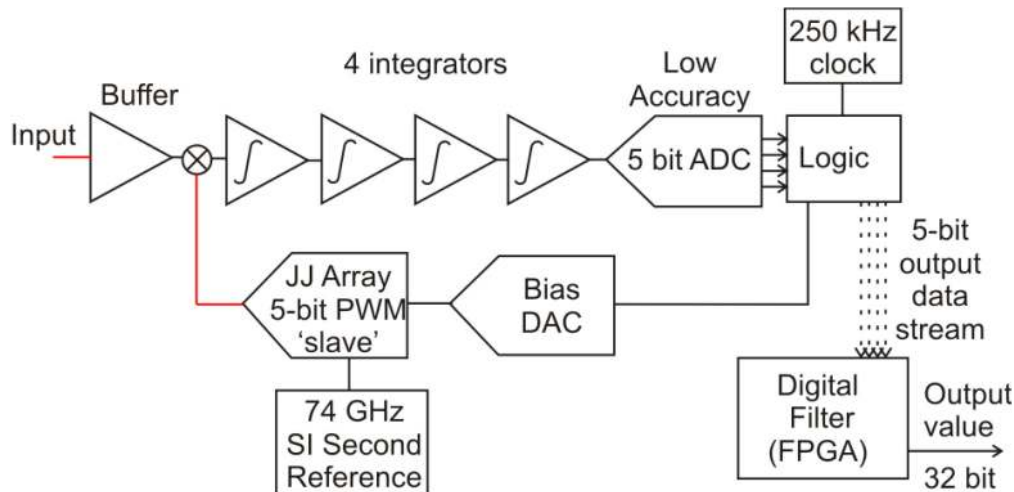 250 kHz
clock
4 integrators
Low
Accuracy
Buffer
Input
5 bit ADC
Logic
5-bit
output
data
stream
JJ Array
5-bit PWM
'slave'
Bias
DAC
74 GHz
SI Second
Reference
Digital
Filter
(FPGA)
Output
value
32 bit